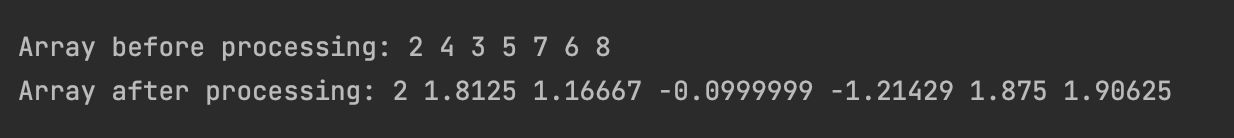 Array before processing: 2 4 3 5 7 6 8
Array after processing: 2 1.8125 1.16667 -0.0999999 -1.21429 1.875 1.90625